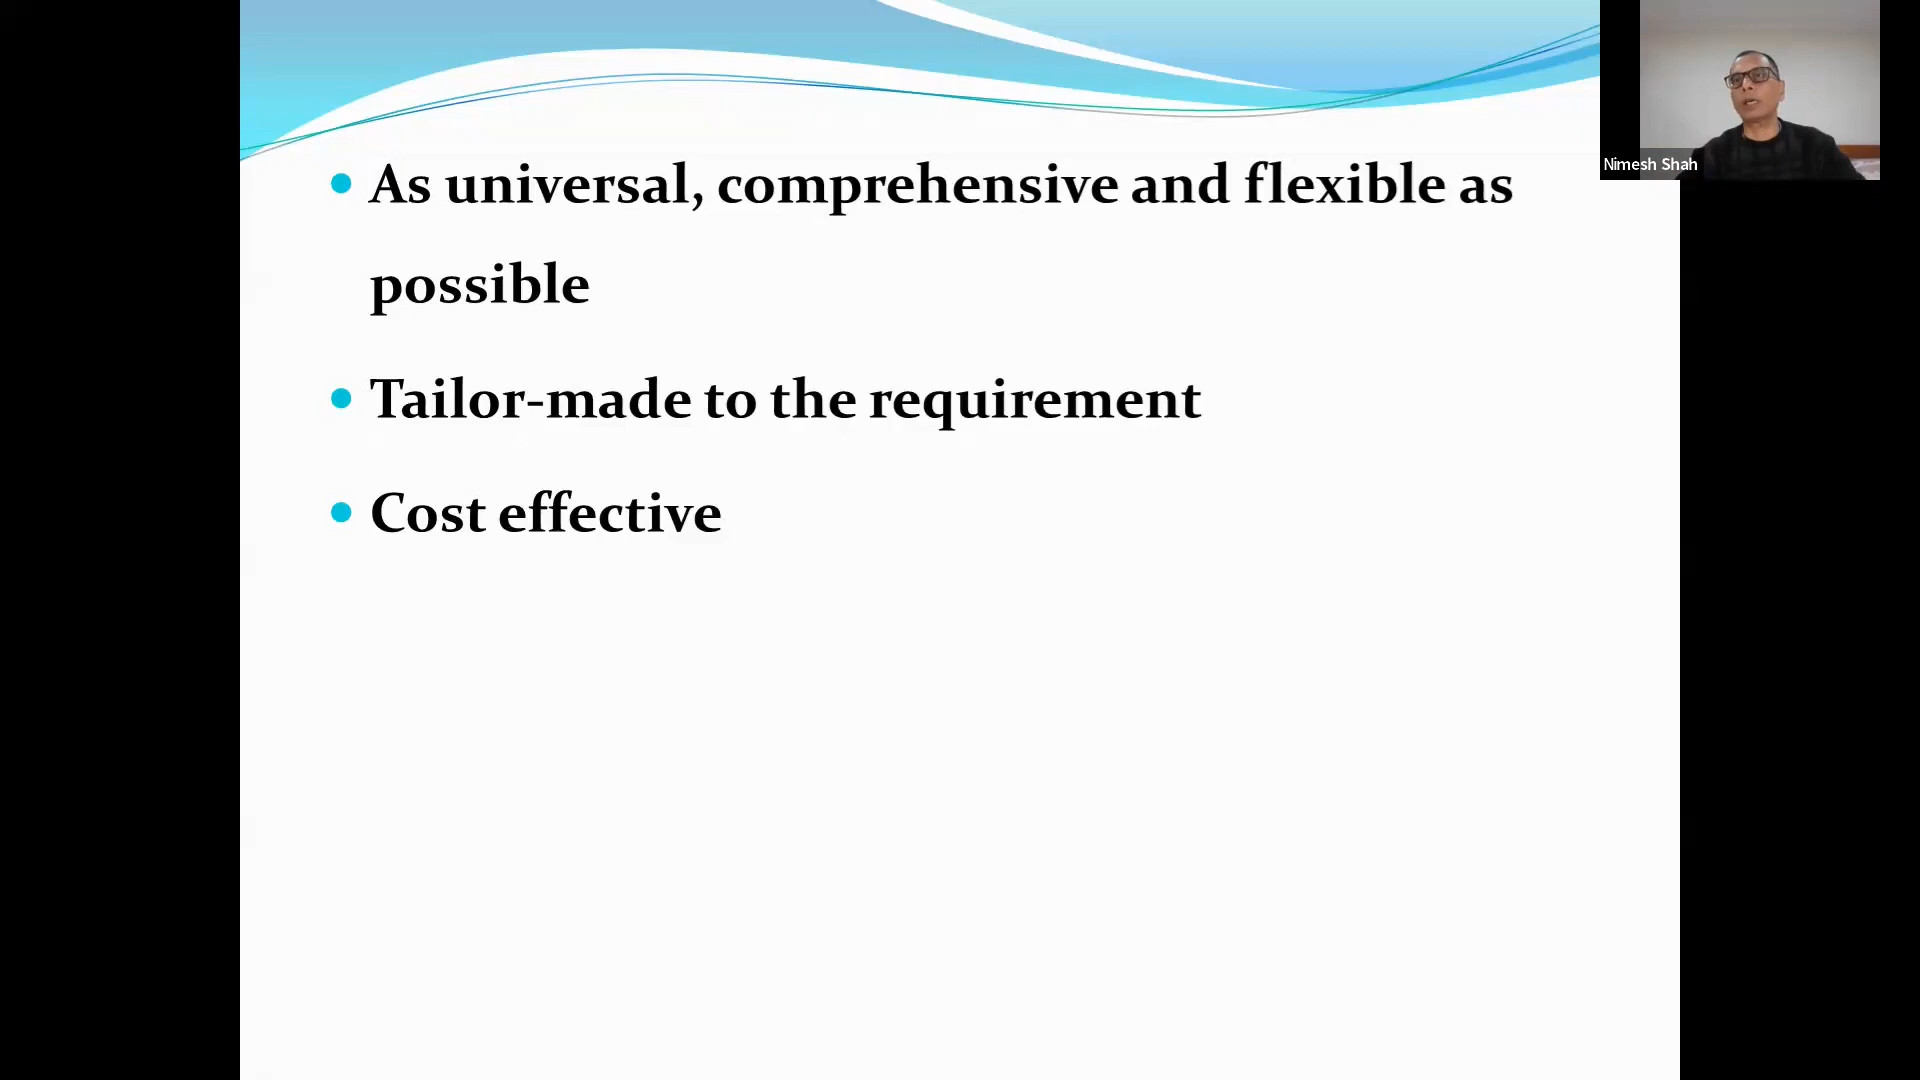 As universal, comprehensive and flexible as
possible
Tailor-made to the requirement
Cost effective
Nimesh Shah